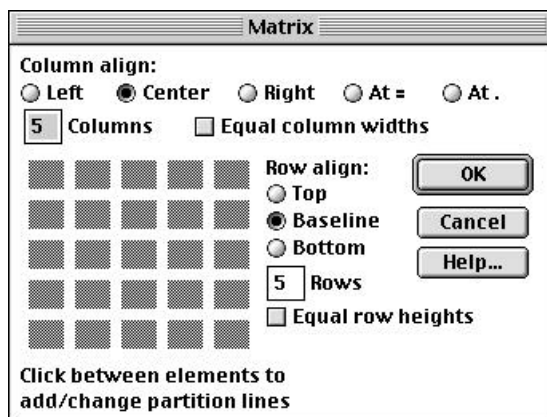 Matrix
Column align:
Left Center Right At = At .
5 Columns Equal column widths
Row align:
Top
Baseline
Bottom
5 Rows
Equal row heights
OK
Cancel
Help...
Click between elements to
add/change partition lines